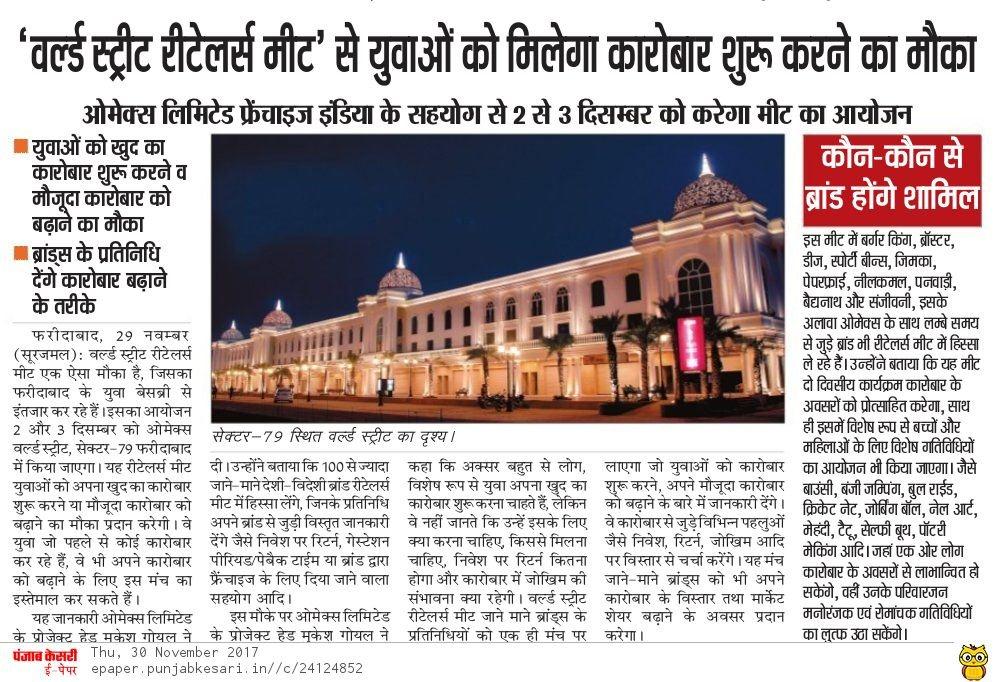 ‘वर्ल्ड स्ट्रीट रीटेलर्स मीट’ से युवाओं को मिलेगा कारोबार शुरू करने का मौका
ओमेक्स लिमिटेड फ्रेंचाइज इंडिया के सहयोग से 2 से 3 दिसम्बर को करेगा मीट का आयोजन
युवाओं को खुद का
कारोबार शुरू करने व
मौजूदा कारोबार को
बढ़ाने का मौका
ब्रांड्स के प्रतिनिधि
देंगे कारोबार बढ़ाने
के तरीके
फरीदाबाद, 29 नवम्बर
(सूरजमल): वर्ल्ड स्ट्रीट रीटेलर्स
मीट एक ऐसा मौका है, जिसका
फरीदाबाद के युवा बेसब्री से
इंतजार कर रहे हैं। इसका आयोजन
2 और 3 दिसम्बर को ओमेक्स
वर्ल्ड स्ट्रीट, सेक्टर-79 फरीदाबाद
में किया जाएगा। यह रीटेलर्स मीट
युवाओं को अपना खुद का कारोबार
शुरू करने या मौजूदा कारोबार को
बढ़ाने का मौका प्रदान करेगी। वे
युवा जो पहले से कोई कारोबार
कर रहे हैं, वे भी अपने कारोबार
को बढ़ाने के लिए इस मंच का
इस्तेमाल कर सकते हैं।
यह जानकारी ओमेक्स लिमिटेड
के प्रोजेक्ट हेड मुकेश गोयल ने
सेक्टर-79 स्थित वर्ल्ड स्ट्रीट का दृश्य।
दी। उन्होंने बताया कि 100 से ज्यादा
जाने-माने देशी-विदेशी ब्रांड रीटेलर्स
मीट में हिस्सा लेंगे, जिनके प्रतिनिधि
अपने ब्रांड से जुड़ी विस्तृत जानकारी
देंगे जैसे निवेश पर रिटर्न, गेस्टेशन
पीरियड/पेबैक टाईम या ब्रांड द्वारा
फ्रैंचाइज के लिए दिया जाने वाला
सहयोग आदि।
इस मौके पर ओमेक्स लिमिटेड
के प्रोजेक्ट हेड मुकेश गोयल ने
कहा कि अक्सर बहुत से लोग,
विशेष रूप से युवा अपना खुद का
कारोबार शुरू करना चाहते हैं, लेकिन
वे नहीं जानते कि उन्हें इसके लिए
क्या करना चाहिए, किससे मिलना
चाहिए, निवेश पर रिटर्न कितना
होगा और कारोबार में जोखिम की
संभावना क्या रहेगी। वर्ल्ड स्ट्रीट
रीटेलर्स मीट जाने माने ब्रांड्स के
प्रतिनिधियों को एक ही मंच पर
लाएगा जो युवाओं को कारोबार
शुरू करने, अपने मौजूदा कारोबार
को बढ़ाने के बारे में जानकारी देंगे।
वे कारोबार से जुड़े विभिन्न पहलुओं
जैसे निवेश, रिटर्न, जोखिम आदि
पर विस्तार से चर्चा करेंगे। यह मंच
जाने-माने ब्रांड्स को भी अपने
कारोबार के विस्तार तथा मार्केट
शेयर बढ़ाने के अवसर प्रदान
करेगा।
कौन-कौन से
ब्रांड होंगे शामिल
इस मीट में बर्गर किंग, ब्रॉस्टर,
डीज, स्पोर्टी बीन्स, जिमका,
पेपरफ्राई, नीलकमल, पनवाड़ी,
बैद्यनाथ और संजीवनी, इसके
अलावा ओमेक्स के साथ लम्बे समय
से जुड़े ब्रांड भी रीटेलर्स मीट में हिस्सा
ले रहे हैं। उन्होंने बताया कि यह मीट
दो दिवसीय कार्यक्रम कारोबार के
अवसरों को प्रोत्साहित करेगा, साथ
ही इसमें विशेष रूप से बच्चों और
महिलाओं के लिए विशेष गतिविधियों
का आयोजन भी किया जाएगा। जैसे
बाउंसी, बंजी जम्पिंग, बुल राईड,
क्रिकेट नेट, जोर्बिंग बॉल, नेल आर्ट,
मेहंदी, टैटू, सेल्फी बूथ, पॉटरी
मेकिंग आदि। जहां एक ओर लोग
कारोबार के अवसरों से लाभान्वित हो
सकेंगे, वहीं उनके परिवारजन
मनोरंजक एवं रोमांचक गतिविधियों
का लुत्फ उठा सकेंगे।
पंजाब केसरी
ई-पेपर
Thu, 30 November 2017
epaper.punjabkesari.in//c/24124852